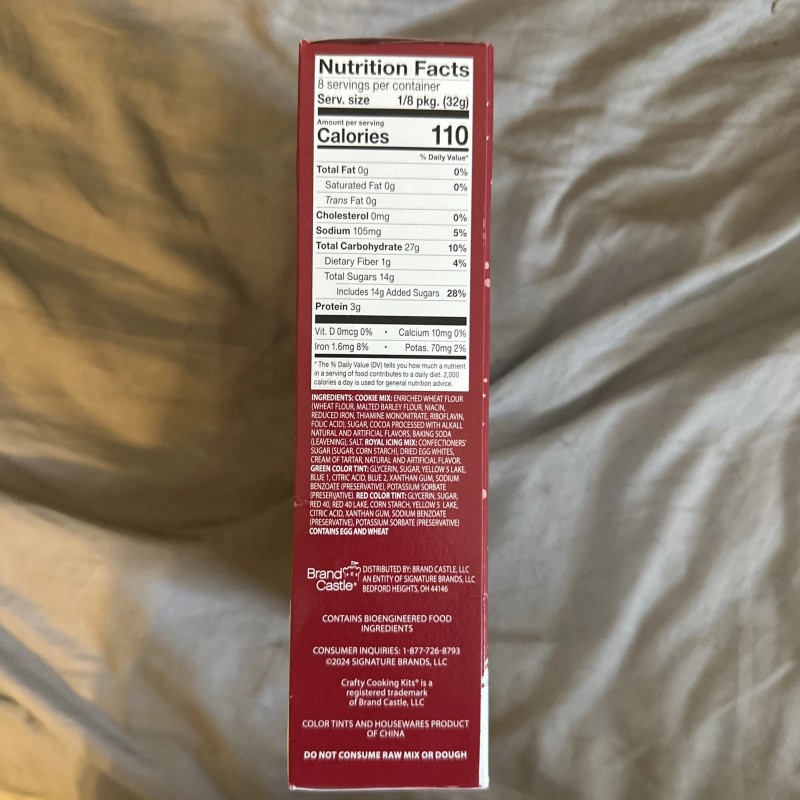 Nutrition Facts
8 servings per container
Serv. size 1/8 pkg. (32g)
Amount per serving
Calories 110
% Daily Value*
Total Fat 0g 0%
Saturated Fat 0g 0%
Trans Fat 0g
Cholesterol 0mg 0%
Sodium 105mg 5%
Total Carbohydrate 27g 10%
Dietary Fiber 1g 4%
Total Sugars 14g
Includes 14g Added Sugars 28%
Protein 3g
Vit. D 0mcg 0% • Calcium 10mg 0%
Iron 1.6mg 8% • Potas. 70mg 2%
* The % Daily Value (DV) tells you how much a nutrient
in a serving of food contributes to a daily diet. 2,000
calories a day is used for general nutrition advice.
INGREDIENTS: COOKIE MIX: ENRICHED WHEAT FLOUR
(WHEAT FLOUR, MALTED BARLEY FLOUR, NIACIN,
REDUCED IRON, THIAMINE MONONITRATE, RIBOFLAVIN,
FOLIC ACID), SUGAR, COCOA PROCESSED WITH ALKALI,
NATURAL AND ARTIFICIAL FLAVORS, BAKING SODA
(LEAVENING), SALT. ROYAL ICING MIX: CONFECTIONERS'
SUGAR (SUGAR, CORN STARCH), DRIED EGG WHITES,
CREAM OF TARTAR, NATURAL AND ARTIFICIAL FLAVOR.
GREEN COLOR TINT: GLYCERIN, SUGAR, YELLOW 5 LAKE,
BLUE 1, CITRIC ACID, BLUE 2, XANTHAN GUM, SODIUM
BENZOATE (PRESERVATIVE), POTASSIUM SORBATE
(PRESERVATIVE). RED COLOR TINT: GLYCERIN, SUGAR,
RED 40, RED 40 LAKE, CORN STARCH, YELLOW 5 LAKE,
CITRIC ACID, XANTHAN GUM, SODIUM BENZOATE
(PRESERVATIVE), POTASSIUM SORBATE (PRESERVATIVE)
CONTAINS EGG AND WHEAT
Brand
Castle®
DISTRIBUTED BY: BRAND CASTLE, LLC
AN ENTITY OF SIGNATURE BRANDS, LLC
BEDFORD HEIGHTS, OH 44146
CONTAINS BIOENGINEERED FOOD
INGREDIENTS
CONSUMER INQUIRIES: 1-877-726-8793
©2024 SIGNATURE BRANDS, LLC
Crafty Cooking Kits® is a
registered trademark
of Brand Castle, LLC
COLOR TINTS AND HOUSEWARES PRODUCT
OF CHINA
DO NOT CONSUME RAW MIX OR DOUGH